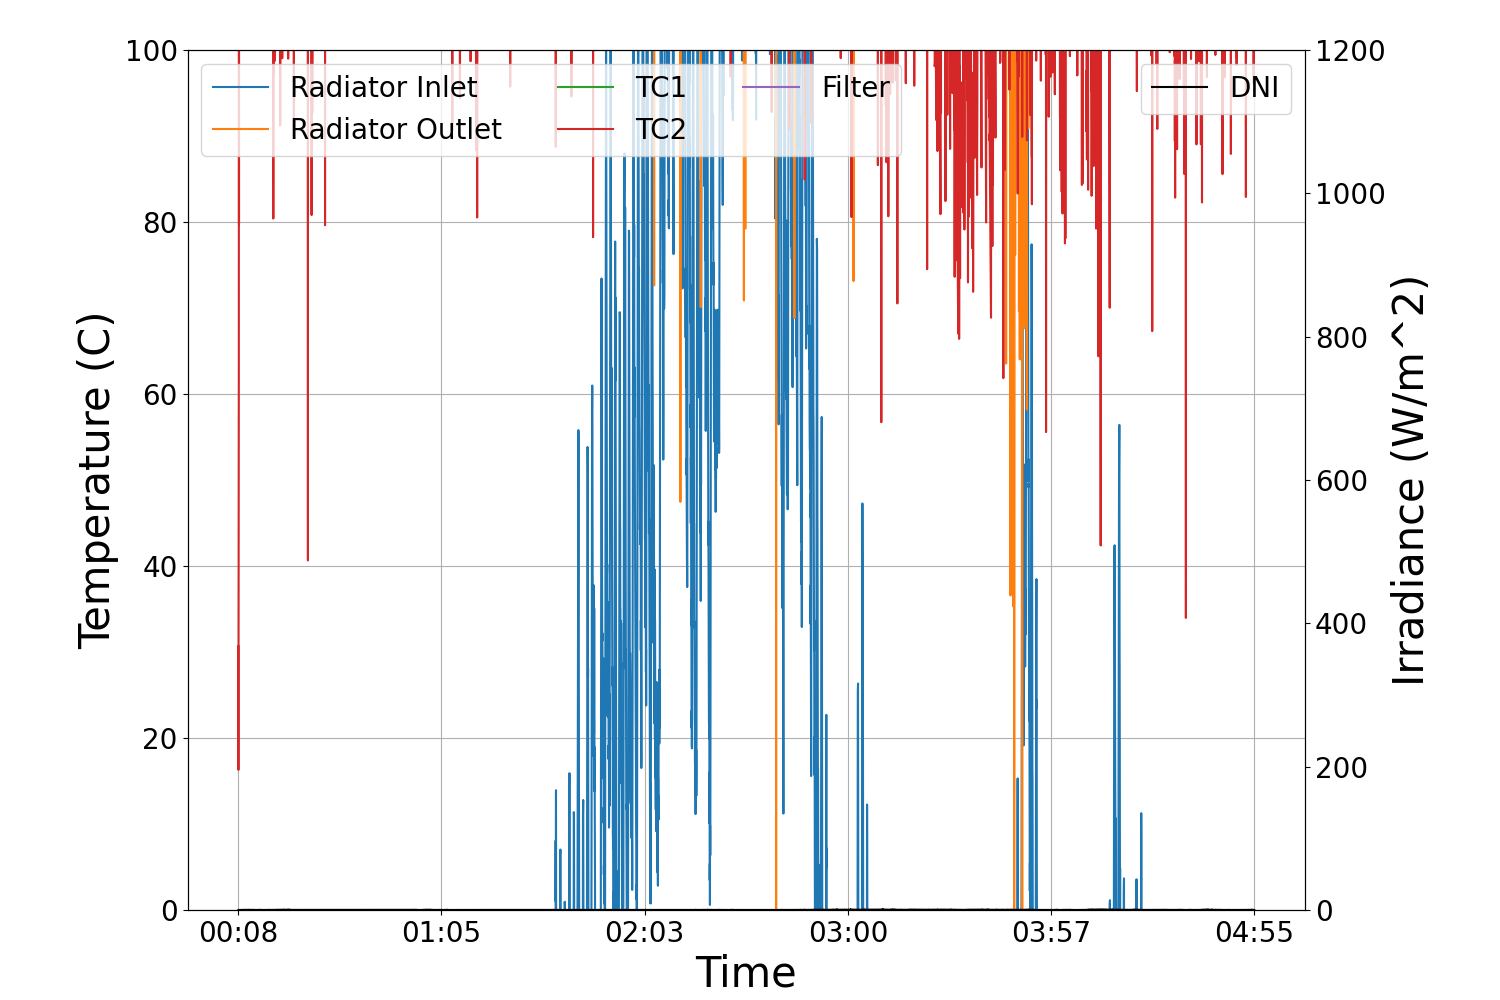 100
80
60
40
20
0
Temperature (C)
Radiator Inlet
Radiator Outlet
TC1
TC2
Filter
DNI
1200
1000
800
600
400
200
0
Irradiance (W/m^2)
00:08 01:05 02:03 03:00 03:57 04:55
Time